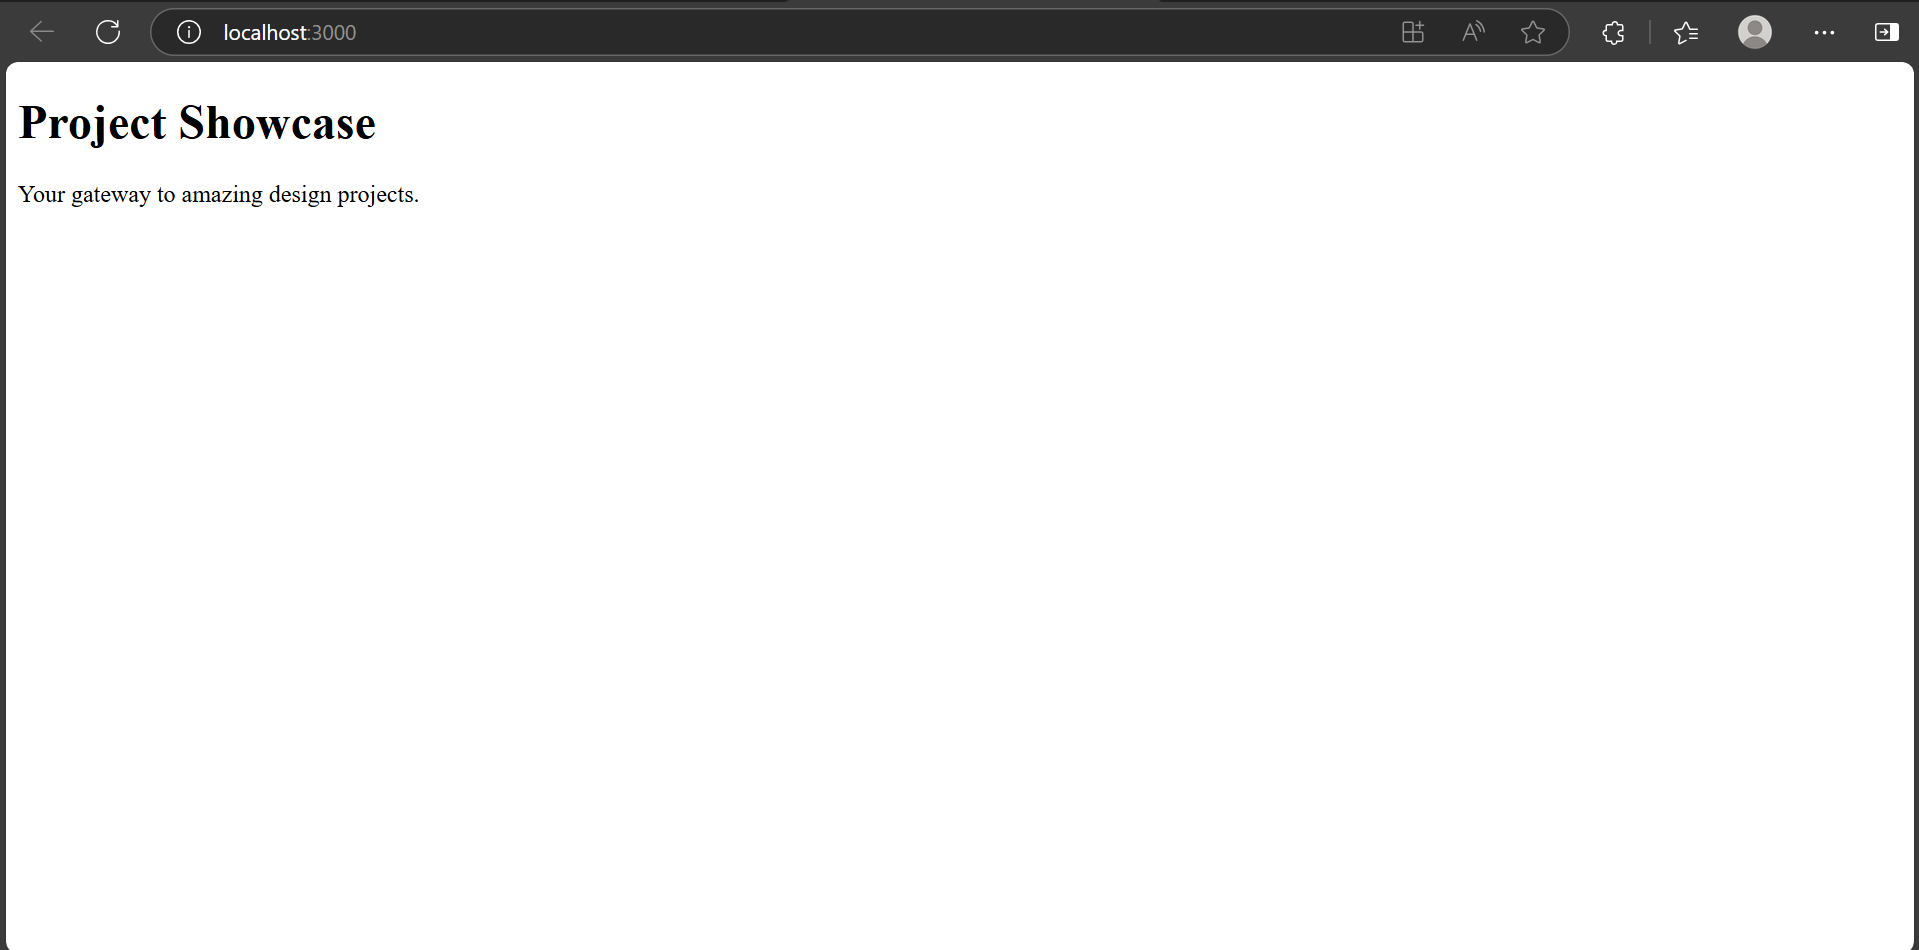 localhost:3000
Project Showcase
Your gateway to amazing design projects.